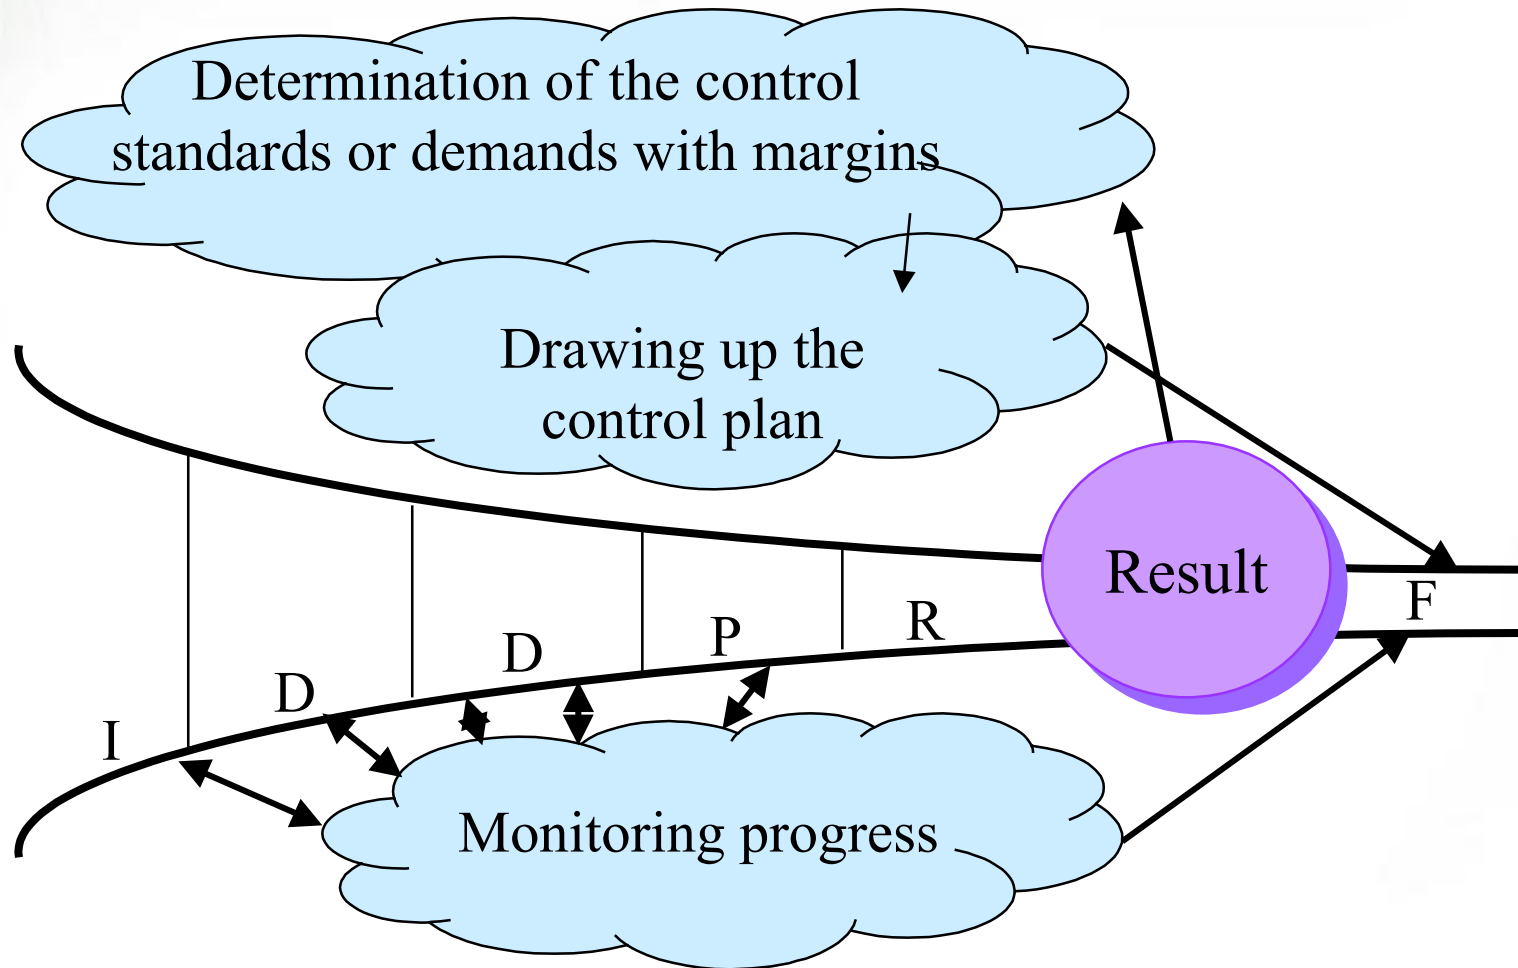 Determination of the control
standards or demands with margins
Drawing up the
control plan
Result
F
R
P
D
D
I
Monitoring progress